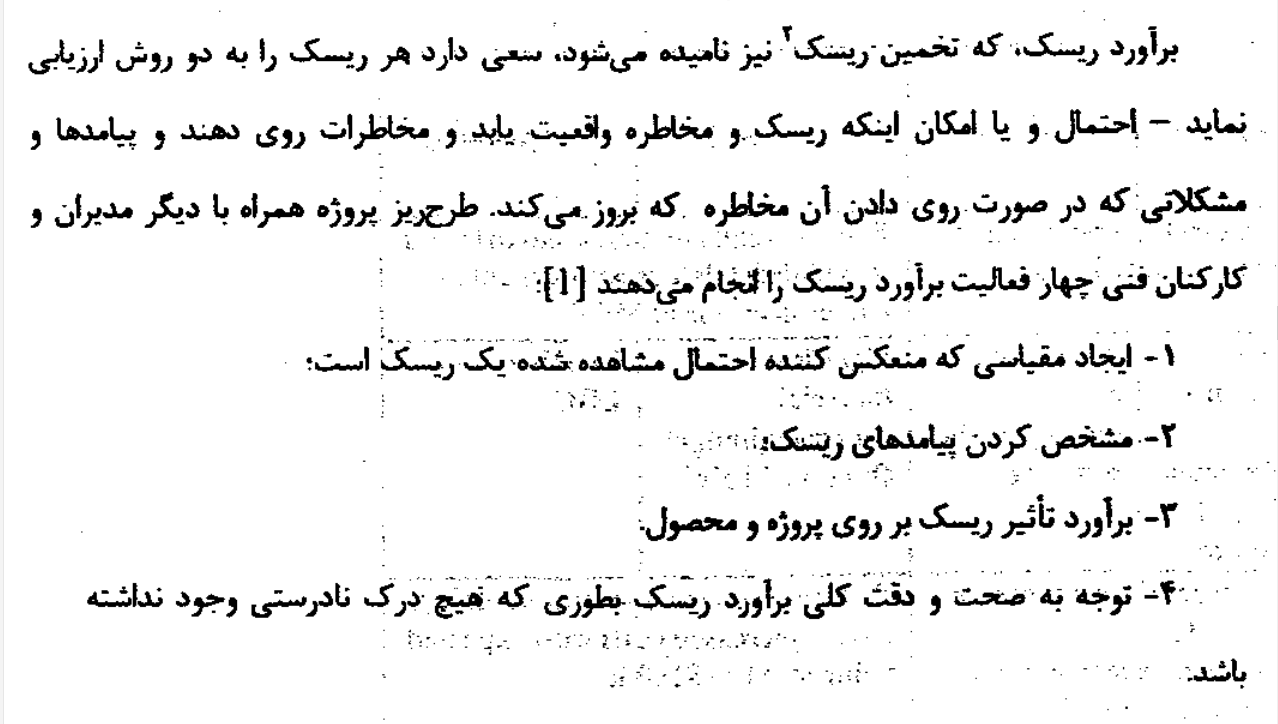 برآورد ریسک، که تخمین ریسک۲ نیز نامیده می‌شود، سعی دارد هر ریسک را به دو روش ارزیابی
نماید – احتمال و یا امکان اینکه ریسک و مخاطره واقعیت یابد و مخاطرات روی دهند و پیامدها و
مشکلاتی که در صورت روی دادن آن مخاطره که بروز می‌کند. طرح‌ریز پروژه همراه با دیگر مدیران و
کارکنان فنی چهار فعالیت برآورد ریسک را انجام می‌دهند [1]:
۱- ایجاد مقیاسی که منعکس کننده احتمال مشاهده شده یک ریسک است؛
۲- مشخص کردن پیامدهای ریسک؛
۳- برآورد تأثیر ریسک بر روی پروژه و محصول.
۴- توجه به صحت و دقت کلی برآورد ریسک بطوری که هیچ درک نادرستی وجود نداشته
باشد.